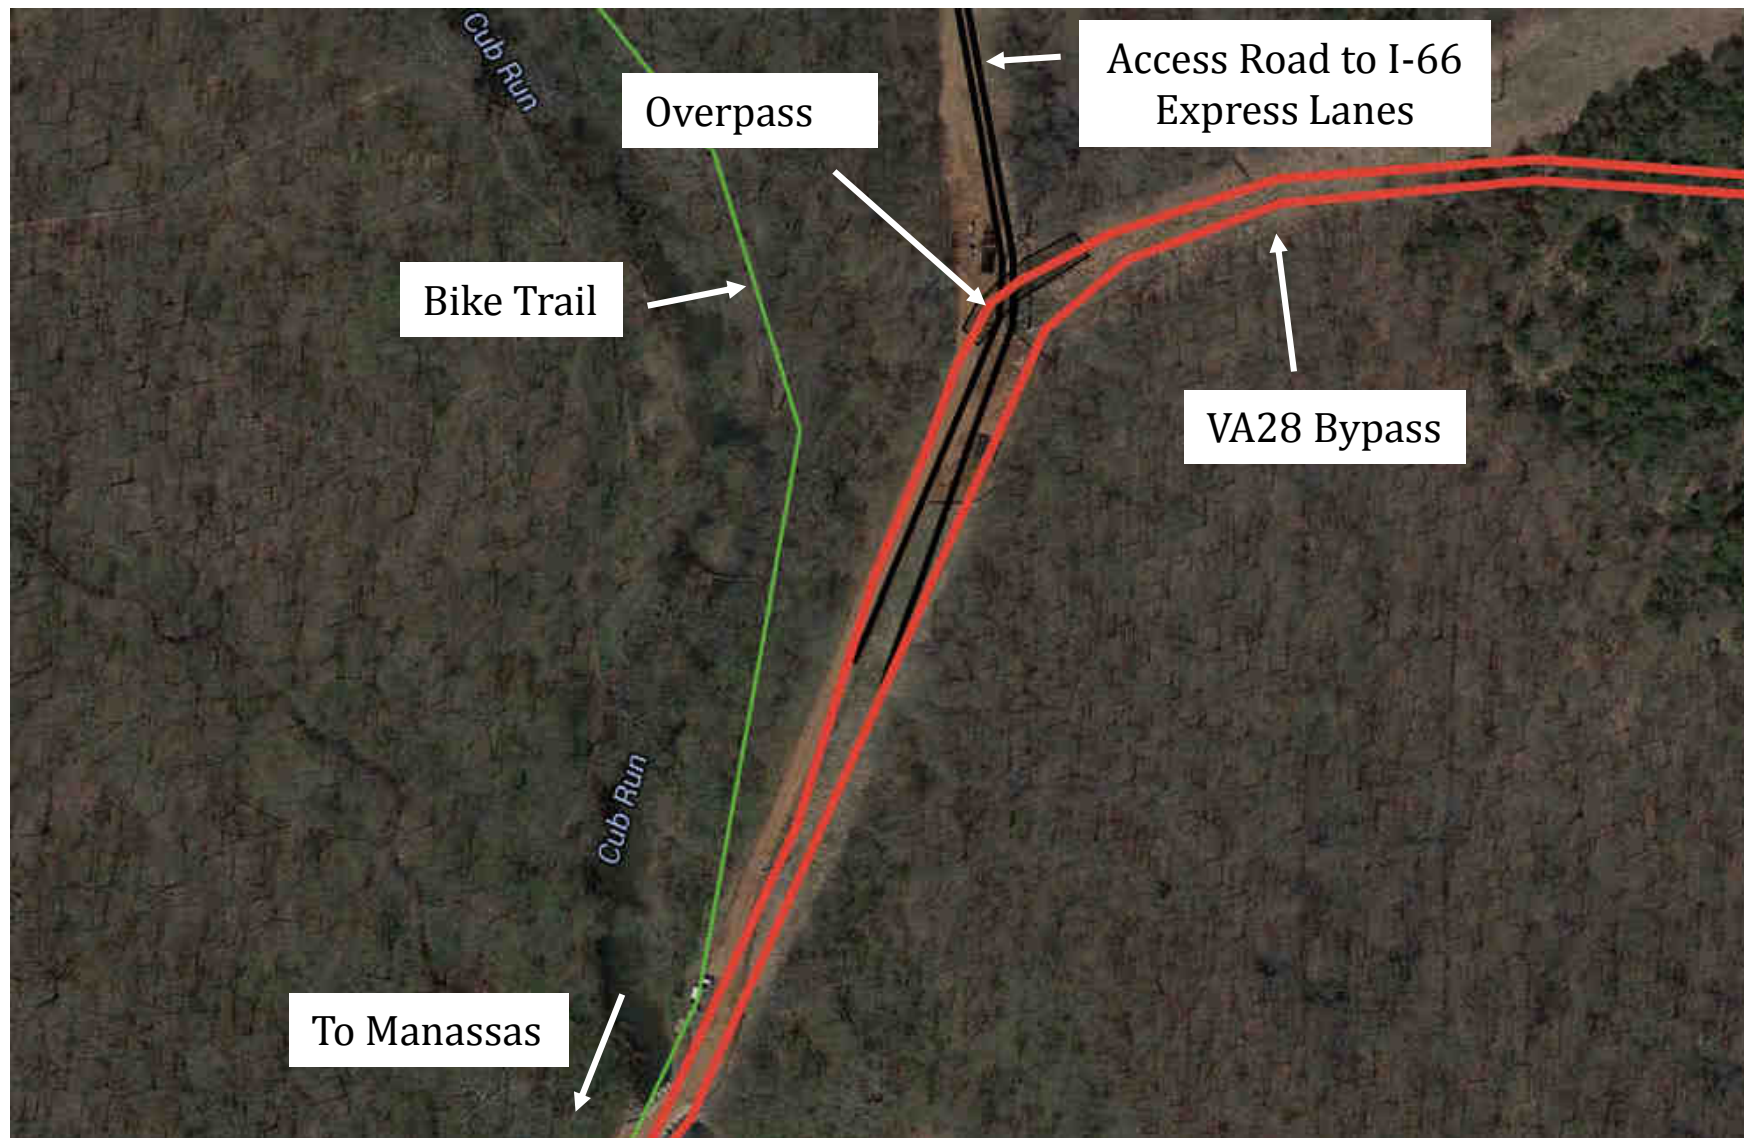 Cub Run
Access Road to I-66
Express Lanes
Overpass
Bike Trail
VA28 Bypass
Cub Run
To Manassas